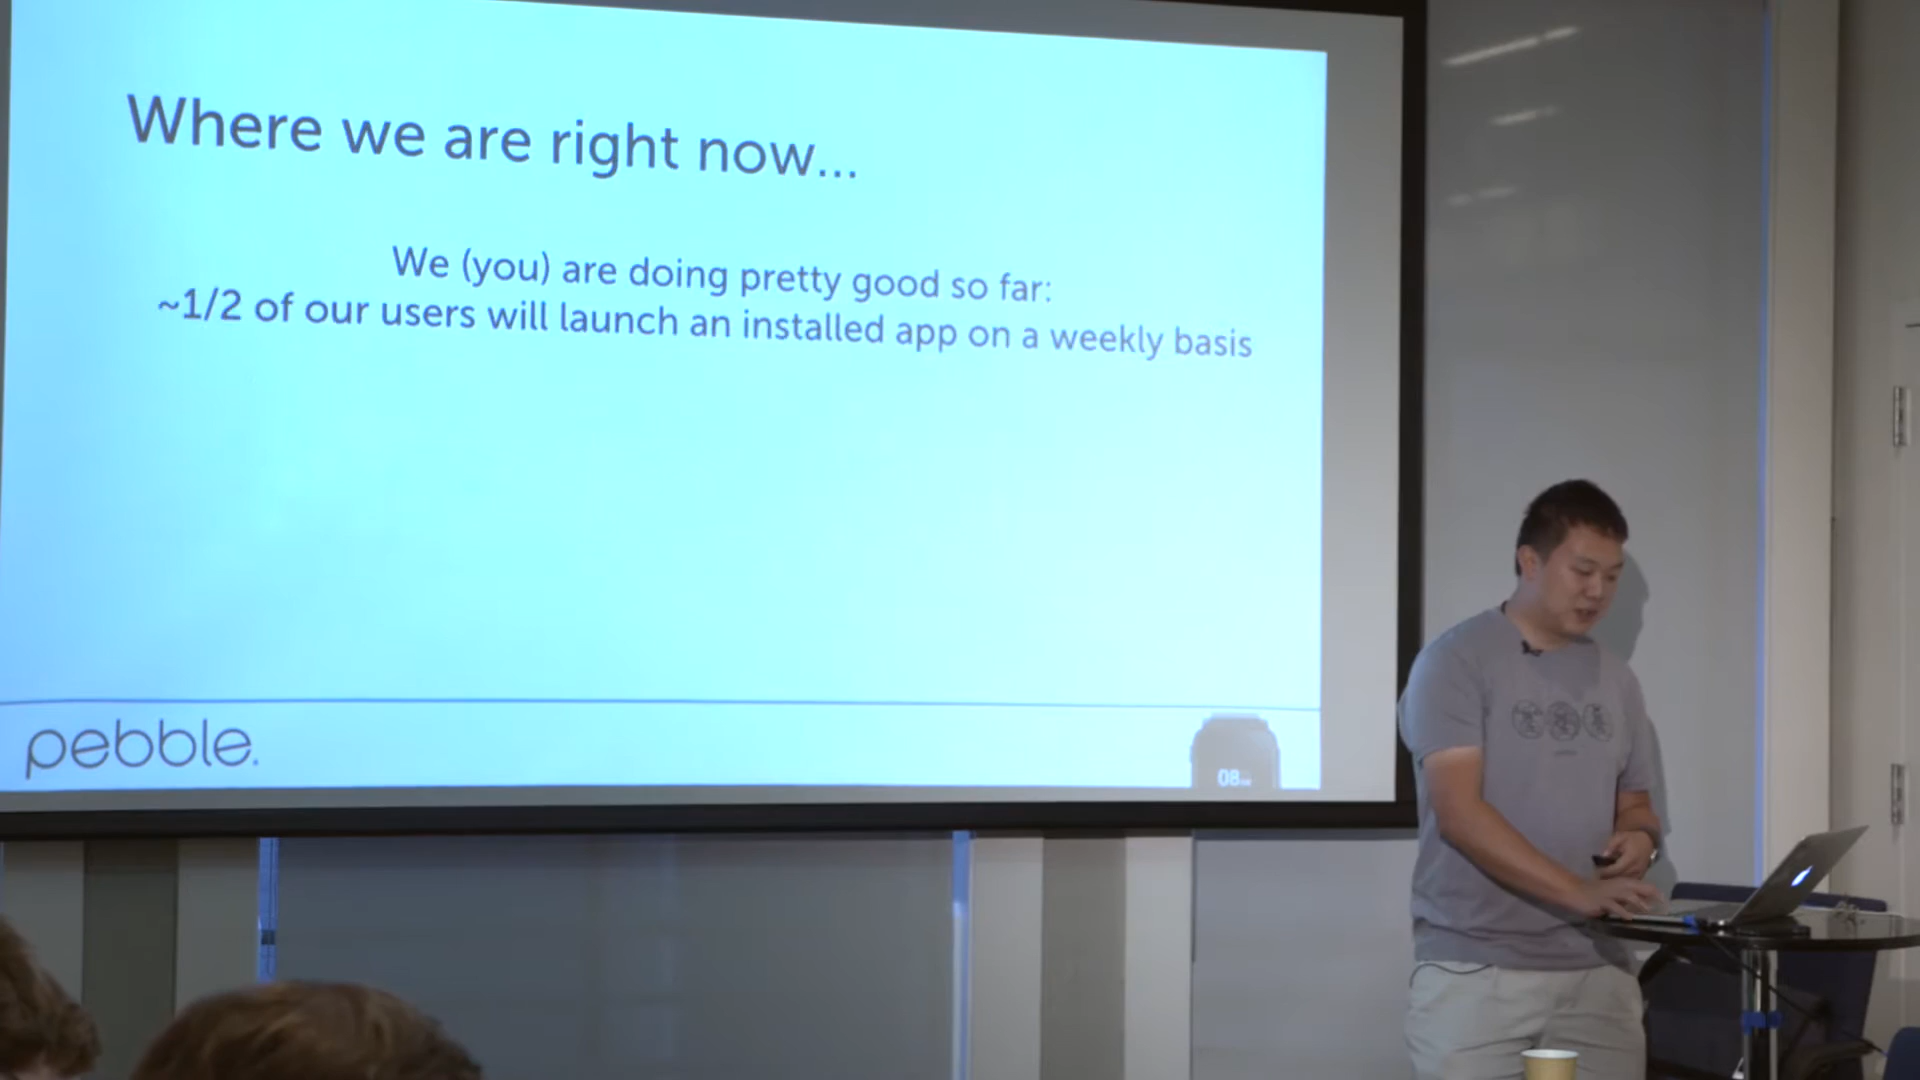 Where we are right now...
We (you) are doing pretty good so far:
~1/2 of our users will launch an installed app on a weekly basis
pebble.
08